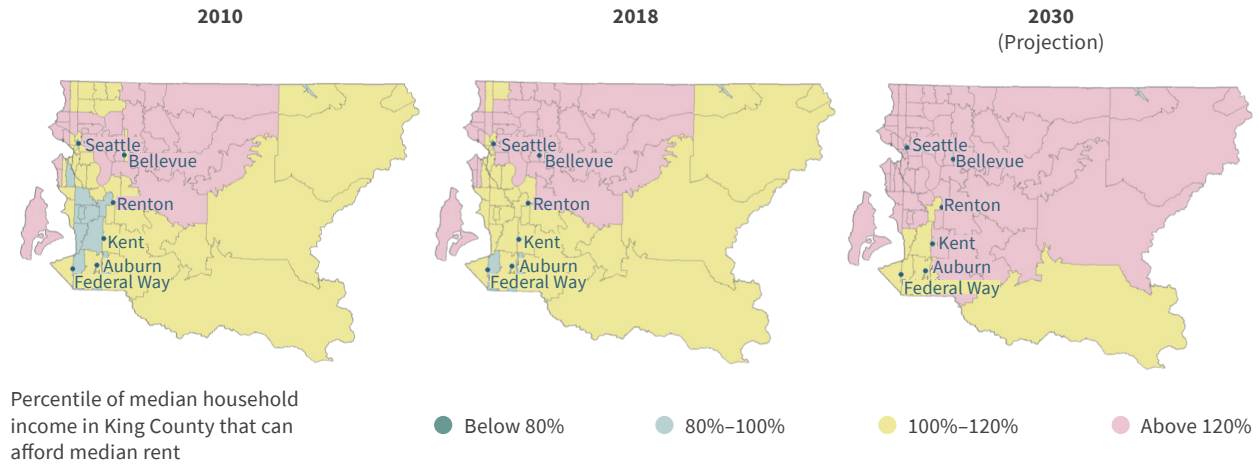 2010
2018
2030
(Projection)
Seattle
Bellevue
Renton
Kent
Auburn
Federal Way
Seattle
Bellevue
Renton
Kent
Auburn
Federal Way
Seattle
Bellevue
Renton
Kent
Auburn
Federal Way
Percentile of median household
income in King County that can
afford median rent
Below 80%
80%–100%
100%–120%
Above 120%